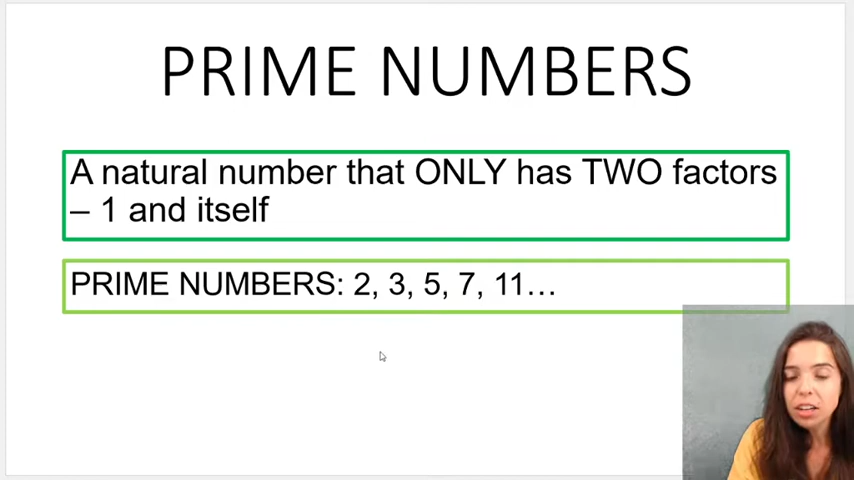 PRIME NUMBERS
A natural number that ONLY has TWO factors
– 1 and itself
PRIME NUMBERS: 2, 3, 5, 7, 11…